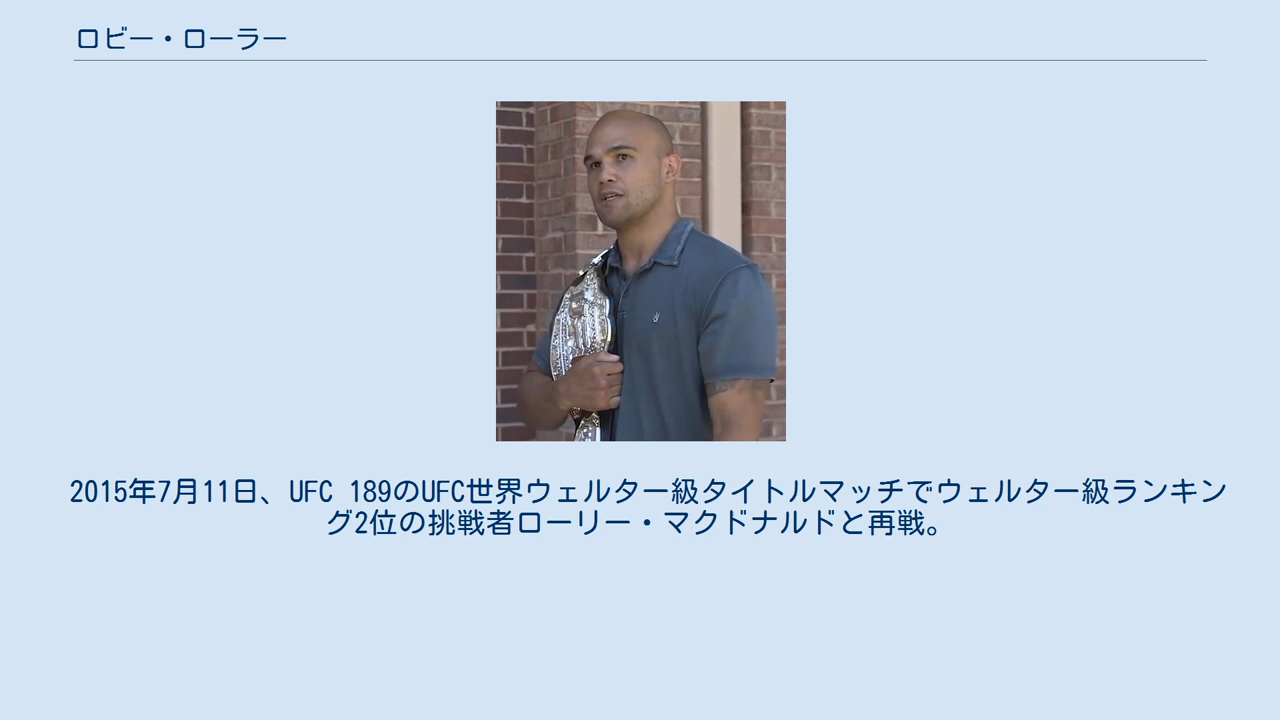 ロビー・ローラー
2015年7月11日、UFC 189のUFC世界ウェルター級タイトルマッチでウェルター級ランキン
グ2位の挑戦者ローリー・マクドナルドと再戦。